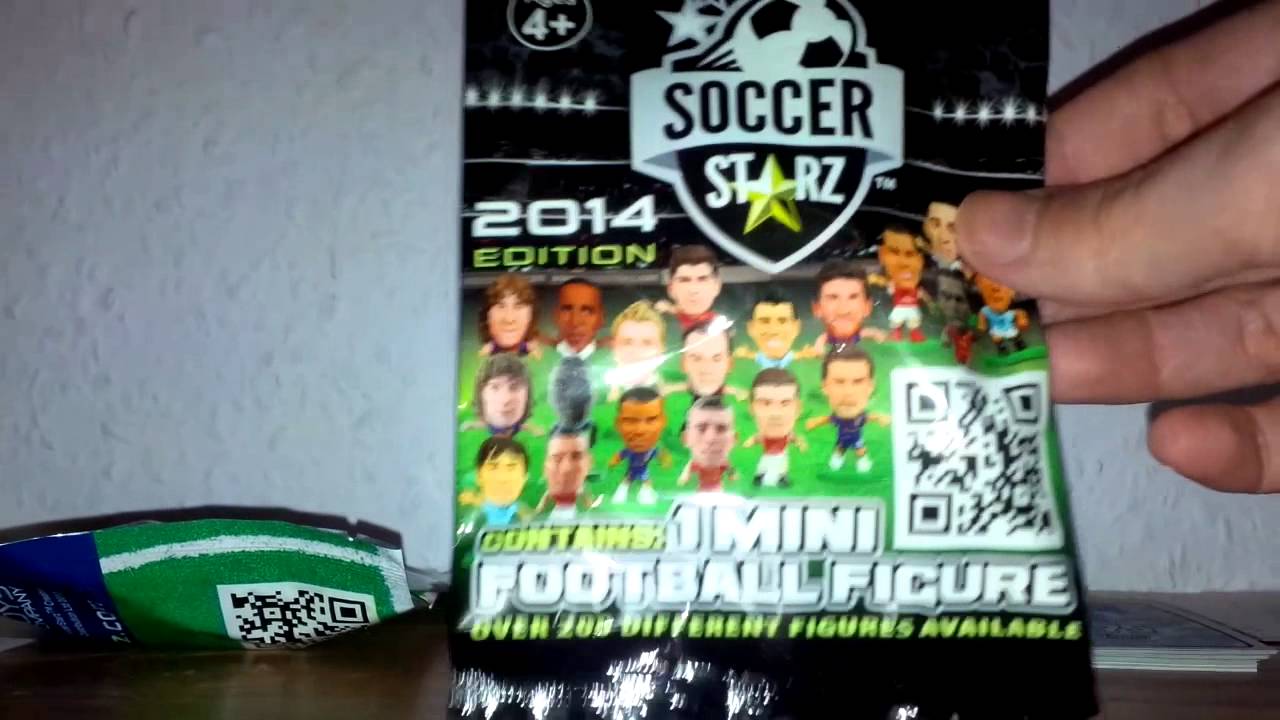 4+
SOCCER
STARZ
TM
2014
EDITION
CONTAINS: 1 MINI
FOOTBALL FIGURE
OVER 200 DIFFERENT FIGURES AVAILABLE